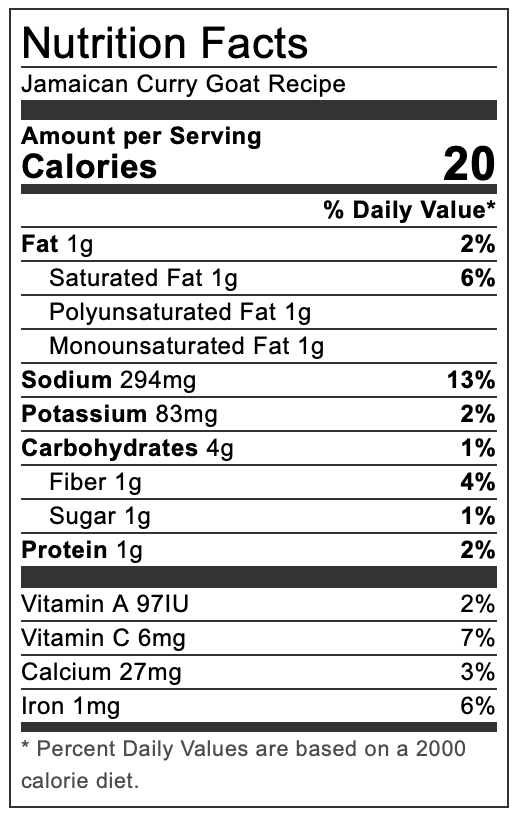 Nutrition Facts
Jamaican Curry Goat Recipe
Amount per Serving
Calories 20
% Daily Value*
Fat 1g 2%
Saturated Fat 1g 6%
Polyunsaturated Fat 1g
Monounsaturated Fat 1g
Sodium 294mg 13%
Potassium 83mg 2%
Carbohydrates 4g 1%
Fiber 1g 4%
Sugar 1g 1%
Protein 1g 2%
Vitamin A 97IU 2%
Vitamin C 6mg 7%
Calcium 27mg 3%
Iron 1mg 6%
* Percent Daily Values are based on a 2000
calorie diet.